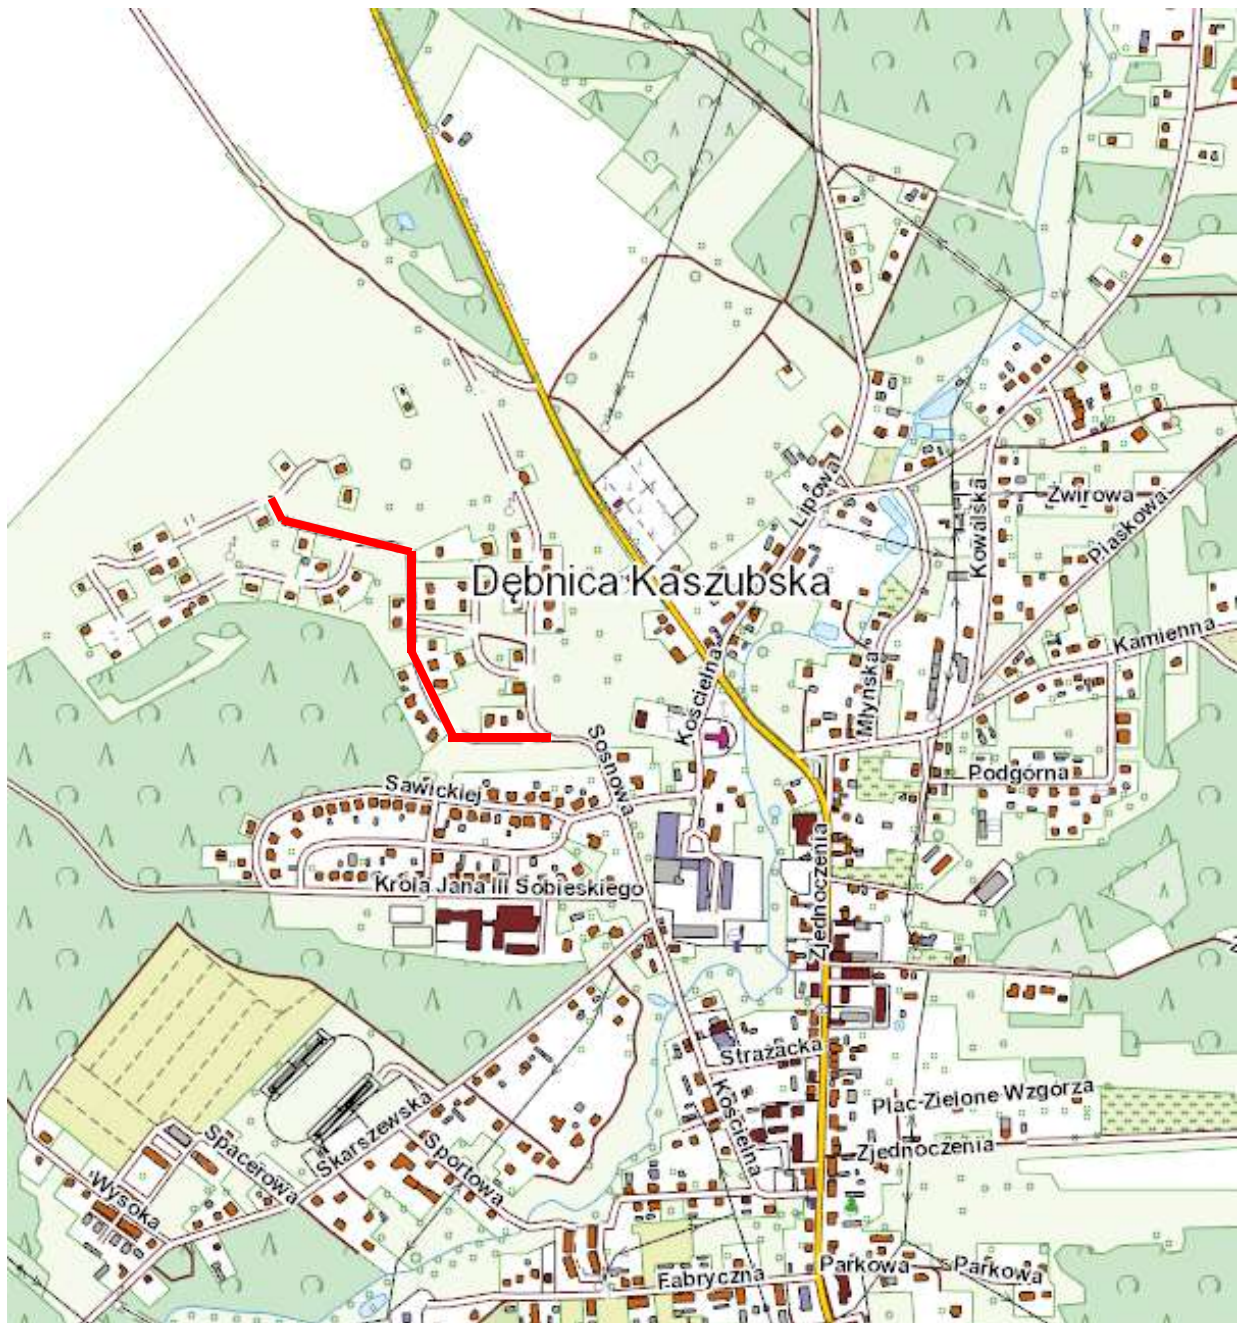 Lipowa
Żwirowa
Kowalska
Piaskowa
Dębnica Kaszubska
Kamienna
Kościelna
Młyńska
Sosnowa
Podgórna
Sawickiej
Zjednoczenia
Króla Jana III Sobieskiego
Strażacka
Kościelna
Plac-Zielone Wzgórza
Skarszewska
Spacerowa
Sportowa
Zjednoczenia
Wysoka
Fabryczna
Parkowa
Parkowa